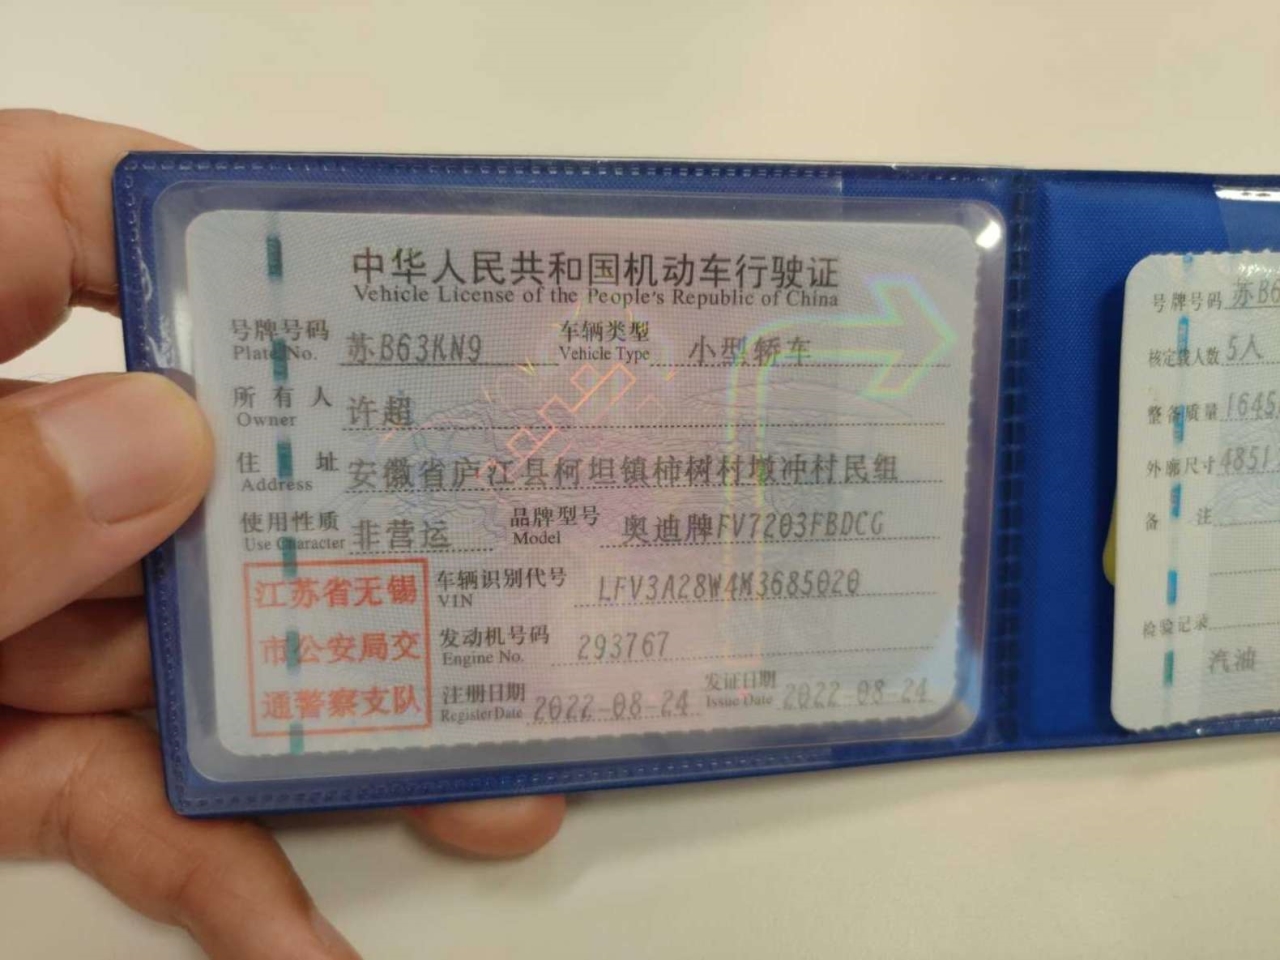 中华人民共和国机动车行驶证
Vehicle License of the People's Republic of China
号牌号码 苏B63KN9 车辆类型 小型轿车
Plate No. Vehicle Type
所有人 许超
Owner
住址 安徽省庐江县柯坦镇柿树村墩冲村民组
Address
使用性质 非营运 品牌型号 奥迪牌FV7203FBDCG
Use Character Model
江苏省无锡
市公安局交
通警察支队
车辆识别代号 LFV3A28W4M3685020
VIN
发动机号码 293767
Engine No.
注册日期 2022-08-24 发证日期 2022-08-24
Register Date Issue Date
号牌号码 苏B6
核定载人数 5人
整备质量 1645
外廓尺寸 4851
备注
检验记录
汽油